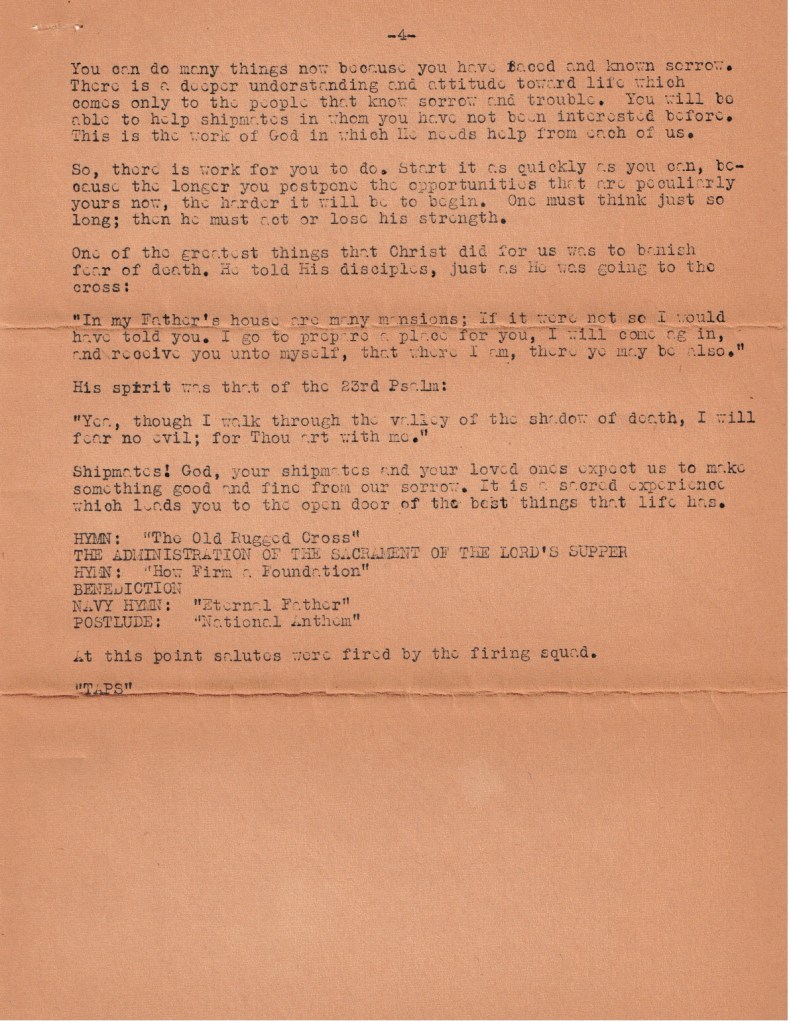 -4-
You can do many things now because you have faced and known sorrow.
There is a deeper understanding and attitude toward life which
comes only to the people that know sorrow and trouble. You will be
able to help shipmates in whom you have not been interested before.
This is the work of God in which He needs help from each of us.
So, there is work for you to do. Start it as quickly as you can, be-
cause the longer you postpone the opportunities that are peculiarly
yours now, the harder it will be to begin. One must think just so
long; then he must act or lose his strength.
One of the greatest things that Christ did for us was to banish
fear of death. He told His disciples, just as He was going to the
cross:
"In my Father's house are many mansions; If it were not so I would
have told you. I go to prepare a place for you, I will come ag in,
and receive you unto myself, that where I am, there ye may be also."
His spirit was that of the 23rd Psalm:
"Yea, though I walk through the valley of the shadow of death, I will
fear no evil; for Thou art with me."
Shipmates! God, your shipmates and your loved ones expect us to make
something good and fine from our sorrow. It is a sacred experience
which leads you to the open door of the best things that life has.
HYMN: "The Old Rugged Cross"
THE ADMINISTRATION OF THE SACRAMENT OF THE LORD'S SUPPER
HYMN: "How Firm a Foundation"
BENEDICTION
NAVY HYMN: "Eternal Father"
POSTLUDE: "National Anthem"
At this point salutes were fired by the firing squad.
"TAPS"